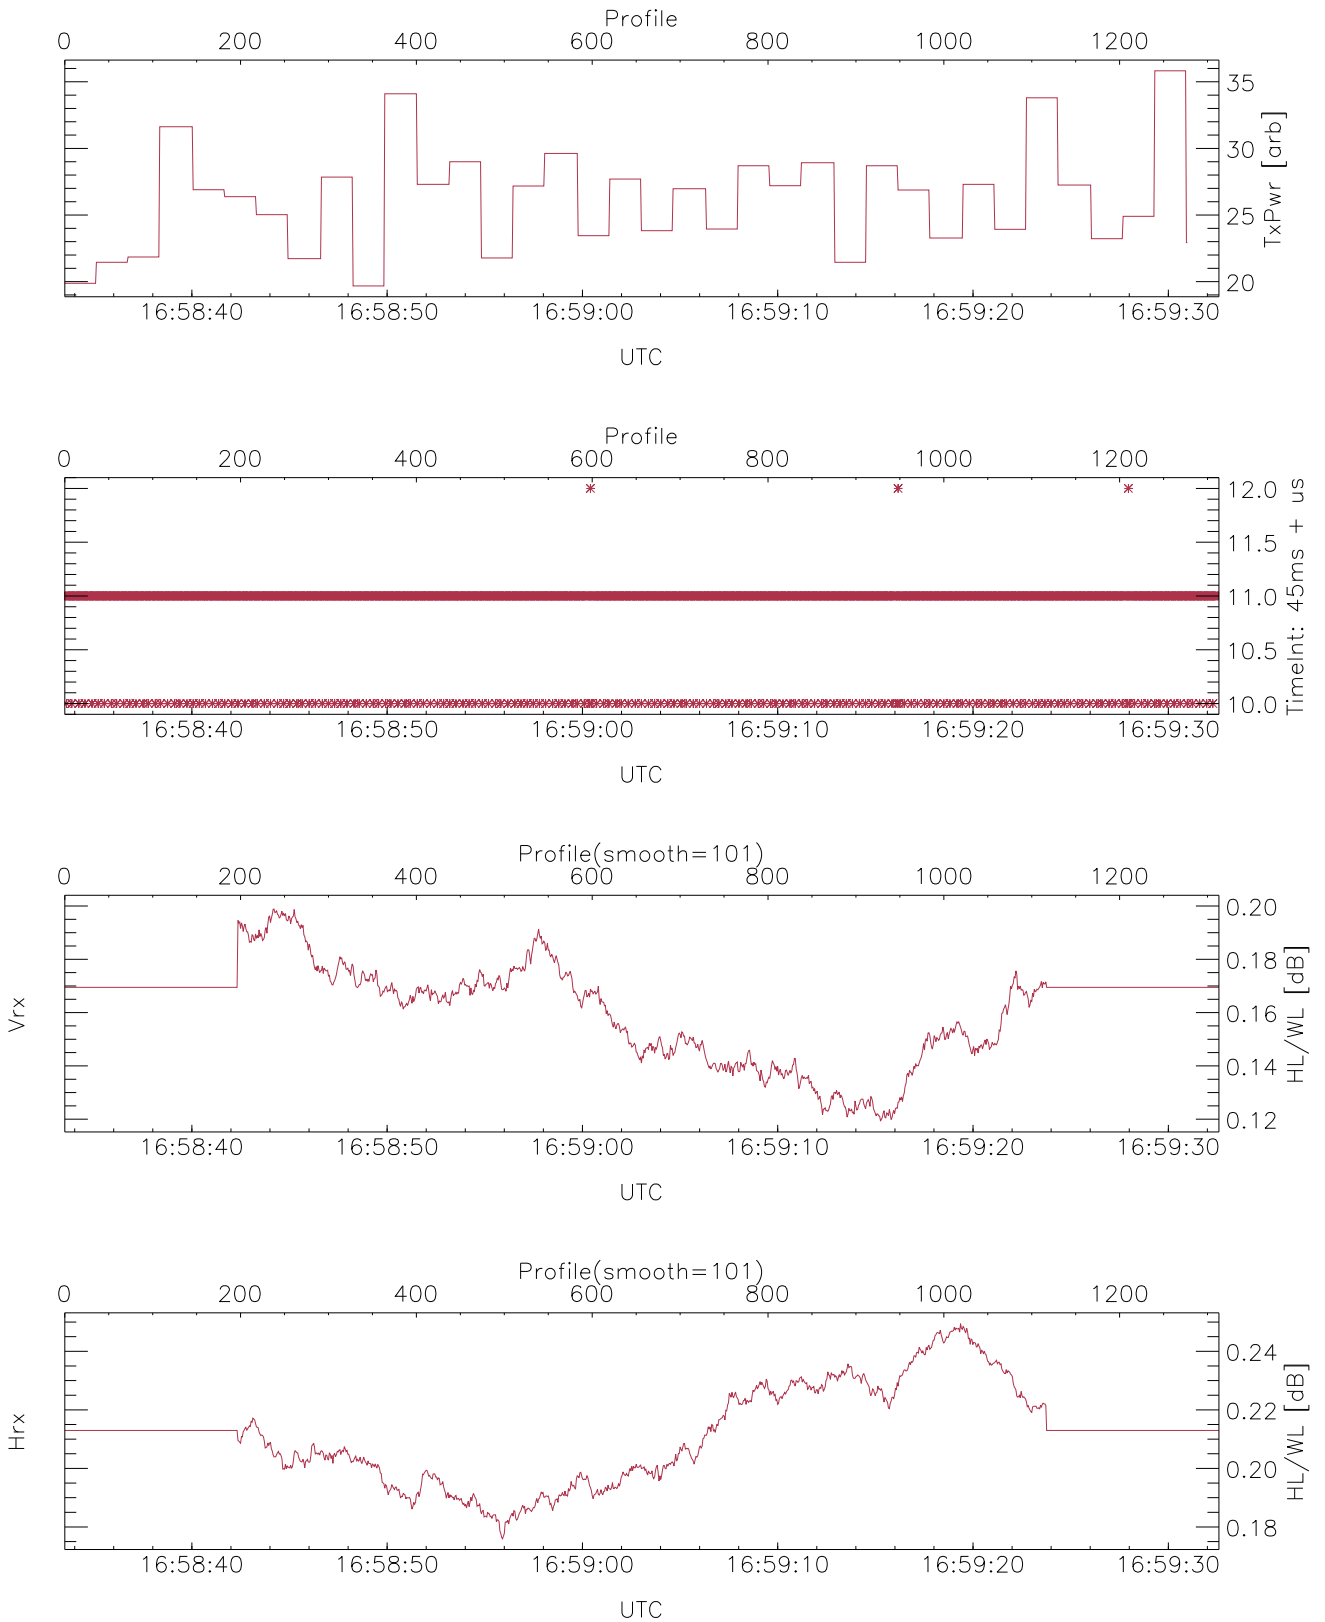 Profile
0 200 400 600 800 1000 1200
35
30
25
20
TxPwr [arb]
16:58:40 16:58:50 16:59:00 16:59:10 16:59:20 16:59:30
UTC
Profile
0 200 400 600 800 1000 1200
12.0
11.5
11.0
10.5
10.0
TimeInt: 45ms + us
16:58:40 16:58:50 16:59:00 16:59:10 16:59:20 16:59:30
UTC
Profile(smooth=101)
0 200 400 600 800 1000 1200
Vrx
0.20
0.18
0.16
0.14
0.12
HL/WL [dB]
16:58:40 16:58:50 16:59:00 16:59:10 16:59:20 16:59:30
UTC
Profile(smooth=101)
0 200 400 600 800 1000 1200
Hrx
0.24
0.22
0.20
0.18
HL/WL [dB]
16:58:40 16:58:50 16:59:00 16:59:10 16:59:20 16:59:30
UTC